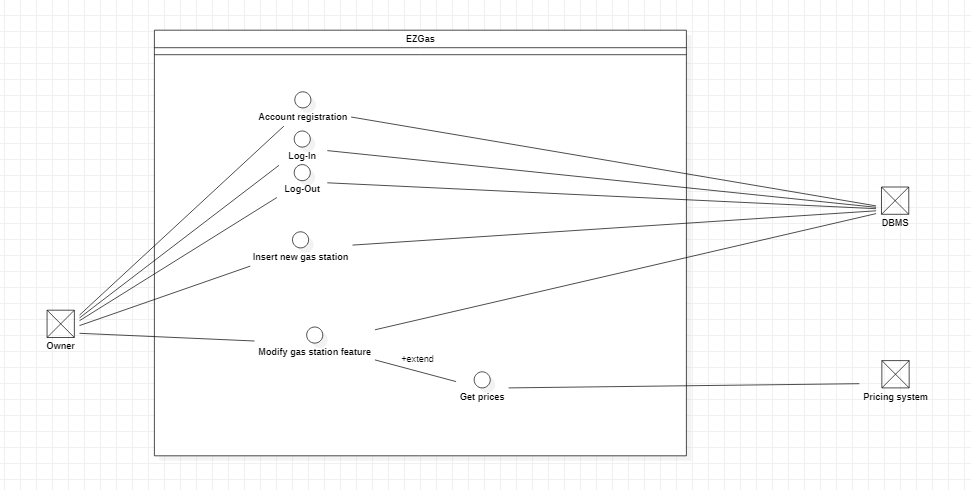 EZGas
Account registration
Log-In
Log-Out
DBMS
Insert new gas station
Owner
Modify gas station feature
+extend
Get prices
Pricing system